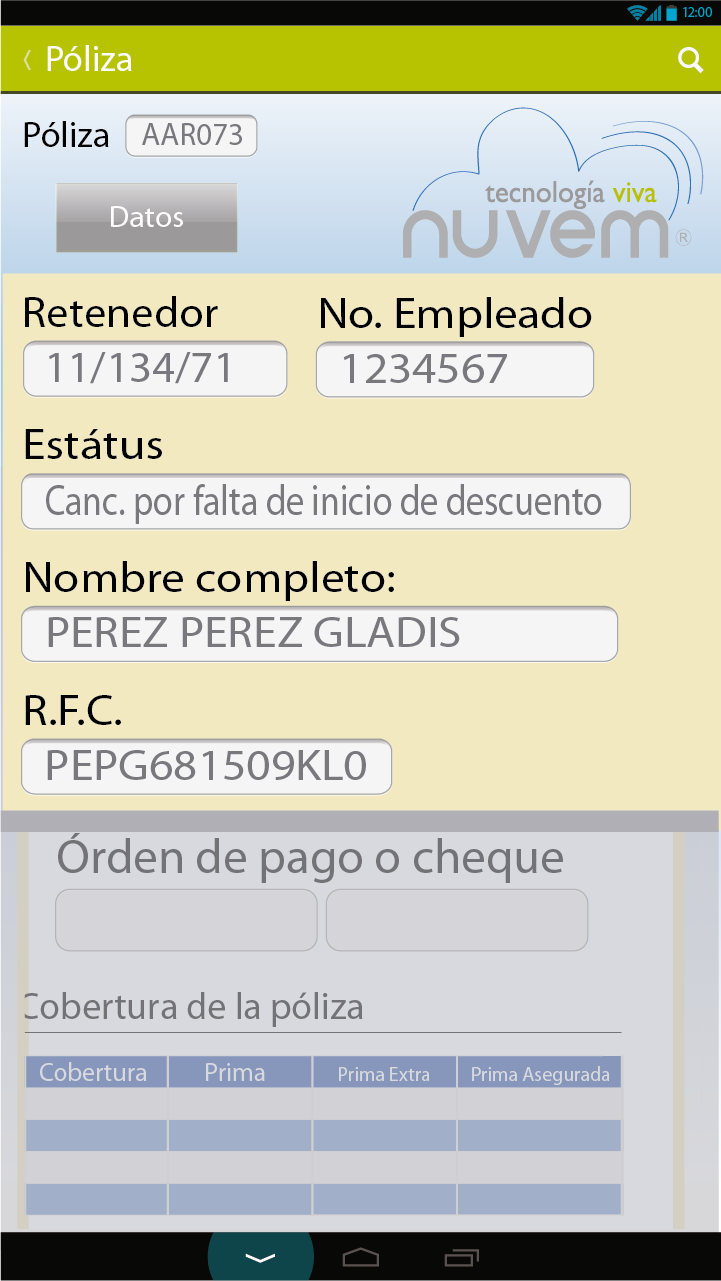 12:00
Póliza
Póliza AAR073
Datos
tecnología viva
nuvem ®
Retenedor No. Empleado
11/134/71 1234567
Estátus
Canc. por falta de inicio de descuento
Nombre completo:
PEREZ PEREZ GLADIS
R.F.C.
PEPG681509KL0
Órden de pago o cheque
Cobertura de la póliza
Cobertura Prima Prima Extra Prima Asegurada